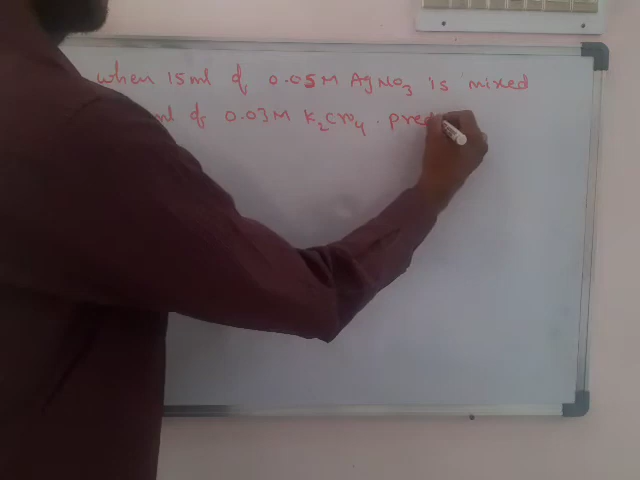 when 15ml of 0.05M AgNO3 is mixed
ml of 0.03M K2CrO4. pred